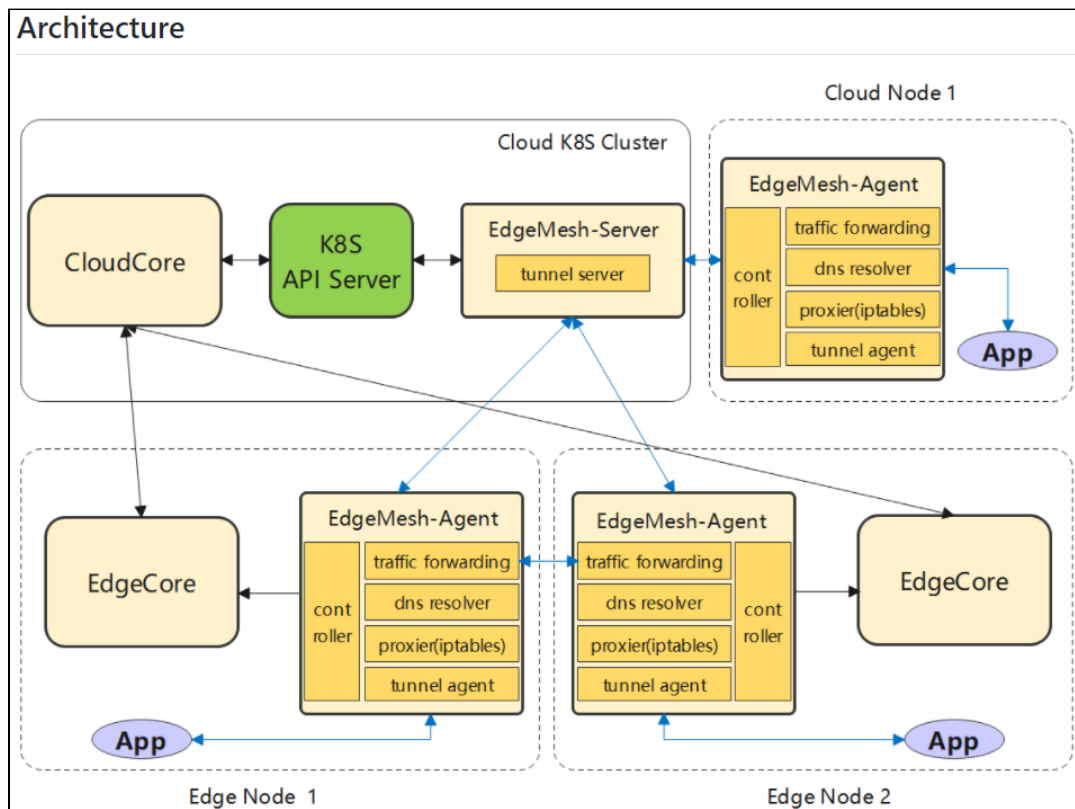 Architecture
Cloud Node 1
Cloud K8S Cluster
CloudCore
K8S
API Server
EdgeMesh-Server
tunnel server
EdgeMesh-Agent
cont
roller
traffic forwarding
dns resolver
proxier(iptables)
tunnel agent
App
EdgeCore
EdgeMesh-Agent
cont
roller
traffic forwarding
dns resolver
proxier(iptables)
tunnel agent
App
Edge Node 1
EdgeMesh-Agent
traffic forwarding
dns resolver
proxier(iptables)
tunnel agent
cont
roller
EdgeCore
App
Edge Node 2